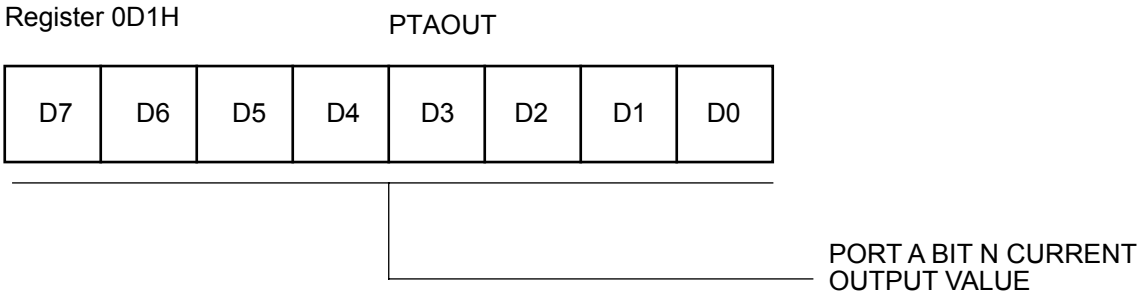 Register 0D1H
PTAOUT
D7 D6 D5 D4 D3 D2 D1 D0
PORT A BIT N CURRENT
OUTPUT VALUE